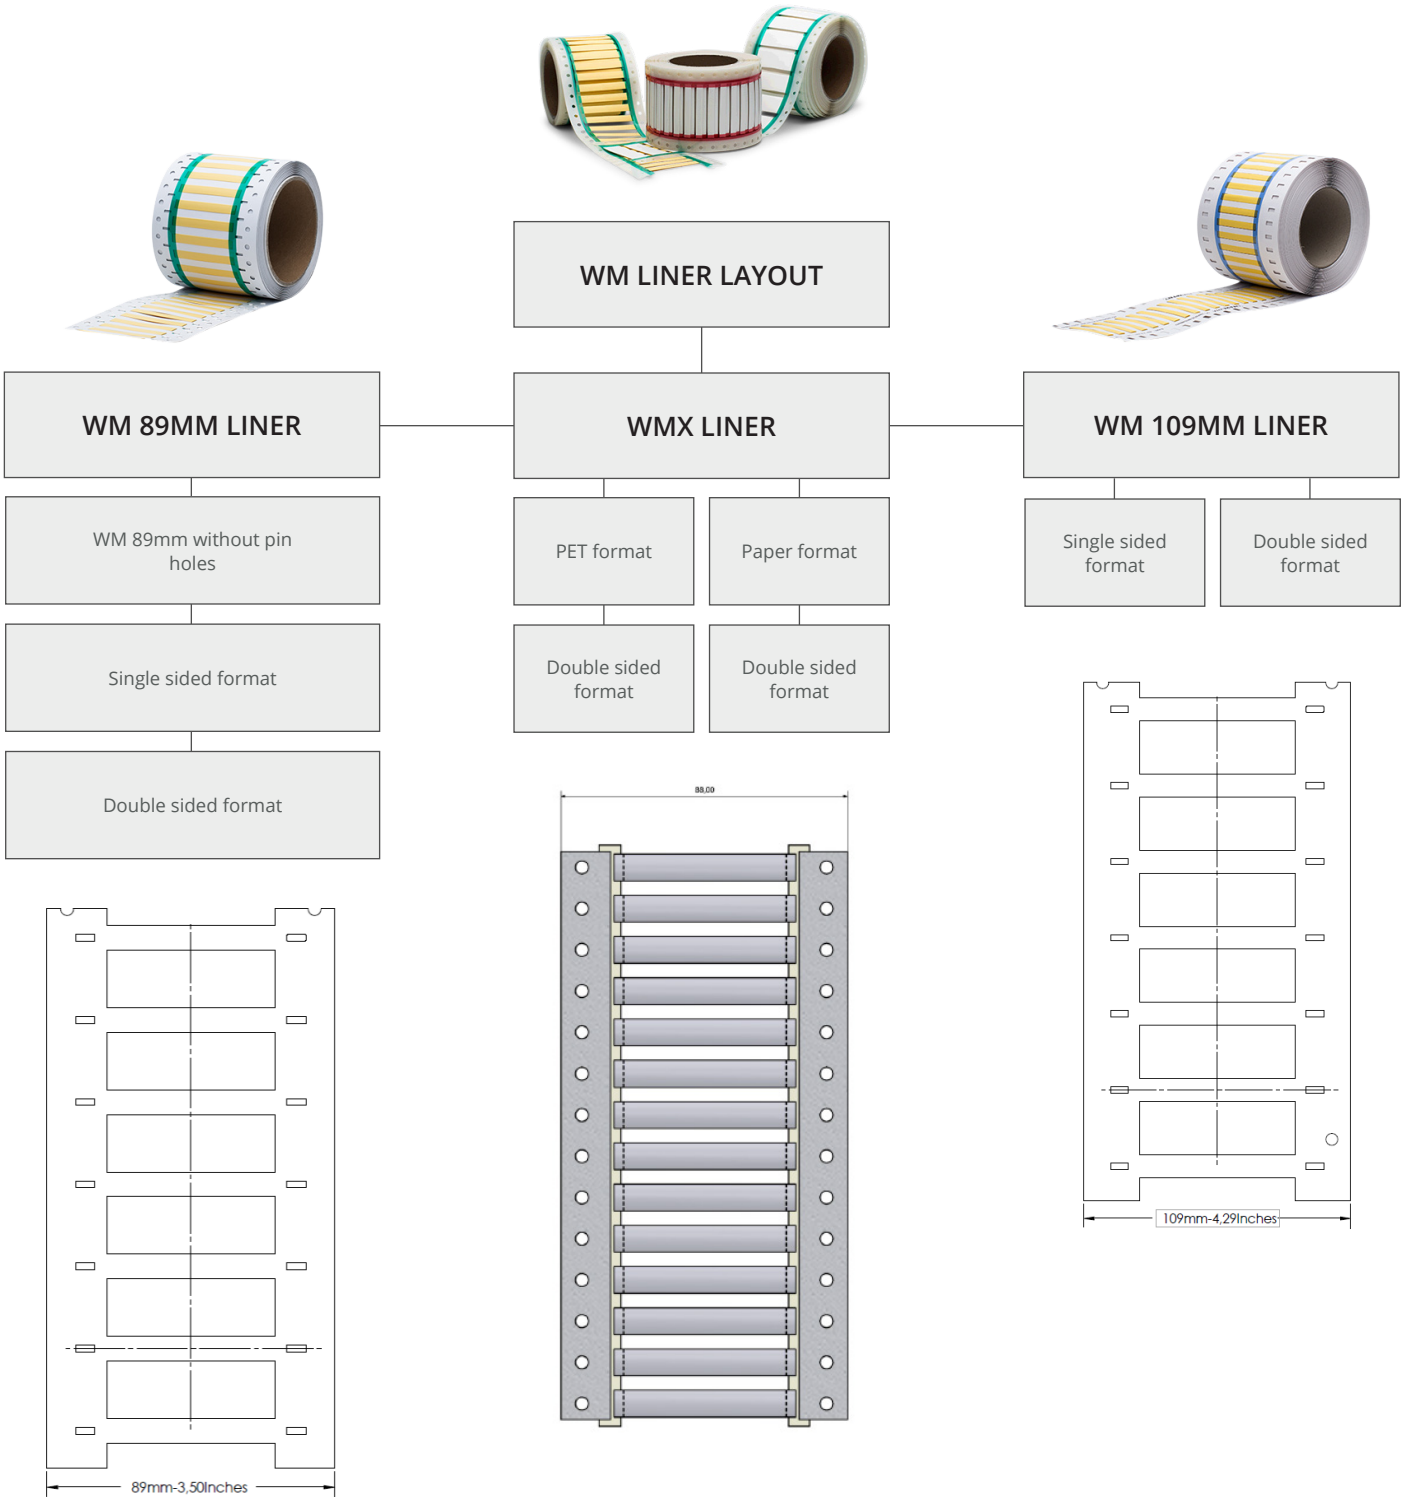 WM LINER LAYOUT
WM 89MM LINER
WMX LINER
WM 109MM LINER
WM 89mm without pin
holes
Single sided format
Double sided format
PET format
Paper format
Double sided
format
Double sided
format
Single sided
format
Double sided
format
88,00
109mm-4,29Inches
89mm-3,50Inches